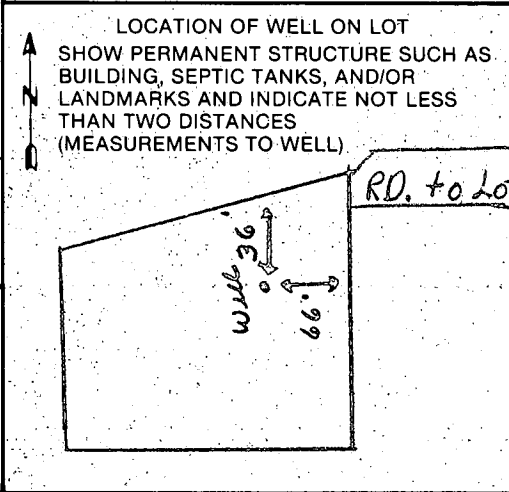 LOCATION OF WELL ON LOT
SHOW PERMANENT STRUCTURE SUCH AS
BUILDING, SEPTIC TANKS, AND/OR
LANDMARKS AND INDICATE NOT LESS
THAN TWO DISTANCES
(MEASUREMENTS TO WELL)
N
RD. to Lo
36'
Well
66'